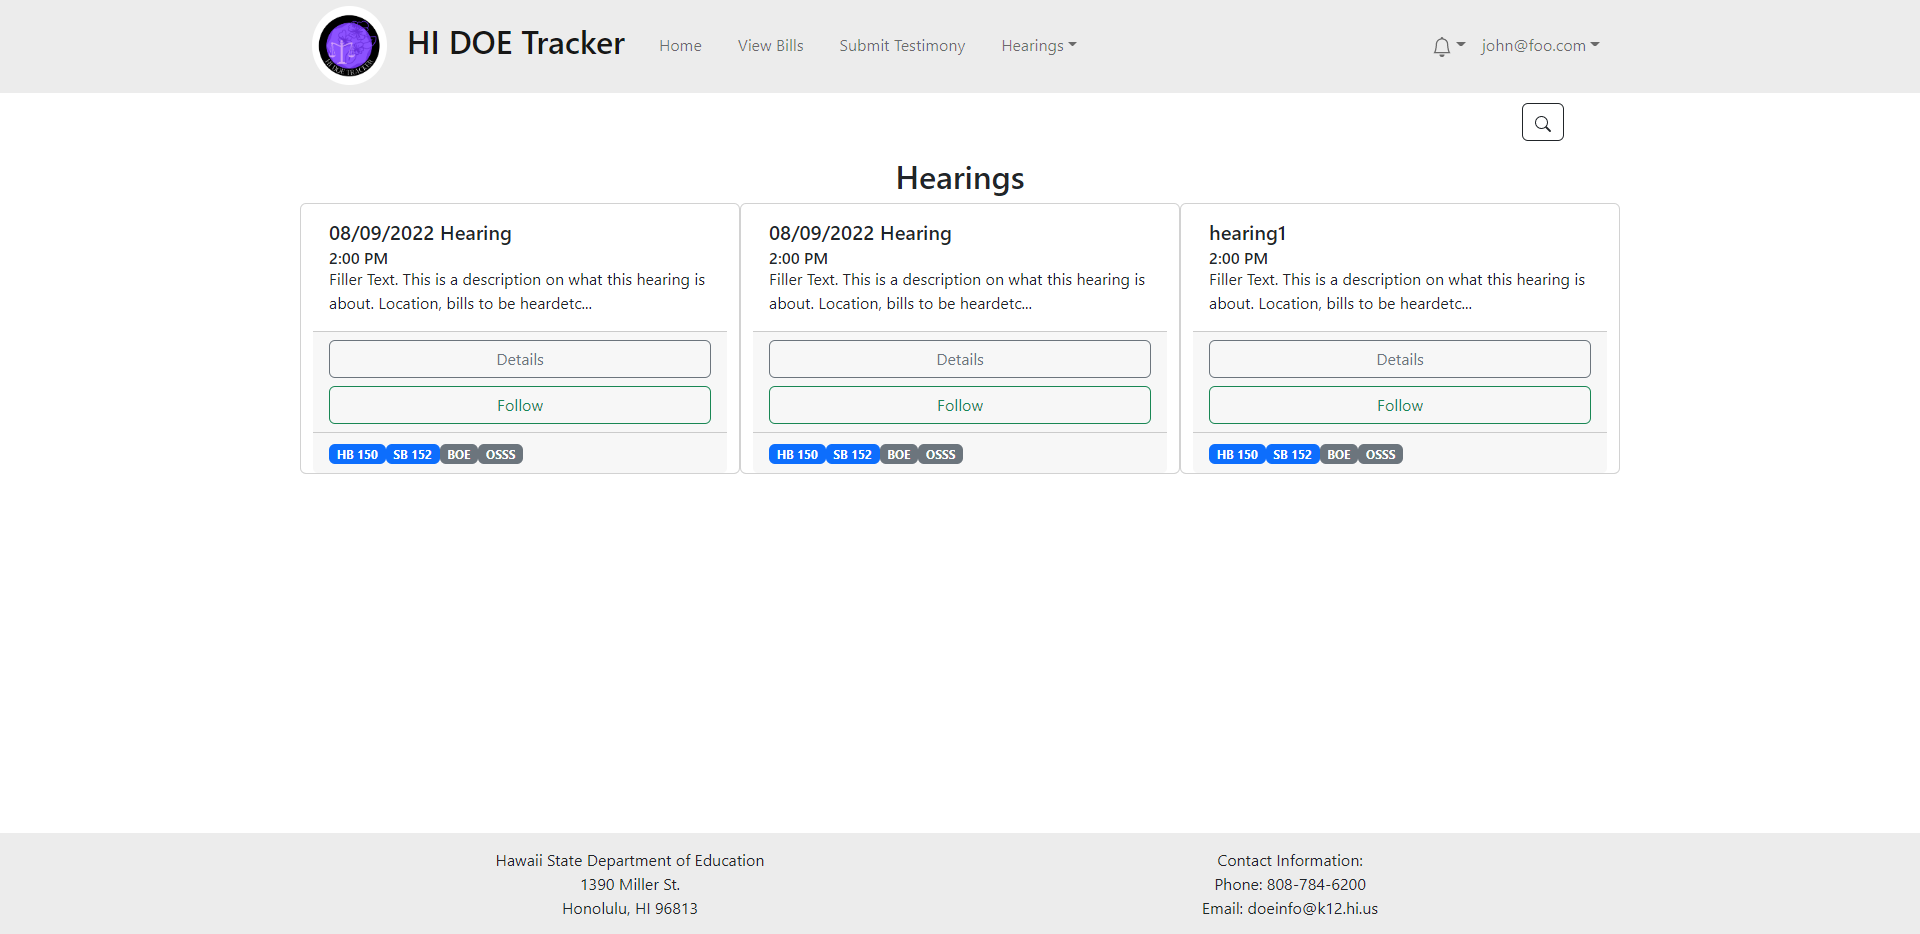 HI DOE TRACKER
HI DOE Tracker
Home
View Bills
Submit Testimony
Hearings
john@foo.com
Hearings
08/09/2022 Hearing
2:00 PM
Filler Text. This is a description on what this hearing is
about. Location, bills to be heardetc...
Details
Follow
HB 150 SB 152 BOE OSSS
08/09/2022 Hearing
2:00 PM
Filler Text. This is a description on what this hearing is
about. Location, bills to be heardetc...
Details
Follow
HB 150 SB 152 BOE OSSS
hearing1
2:00 PM
Filler Text. This is a description on what this hearing is
about. Location, bills to be heardetc...
Details
Follow
HB 150 SB 152 BOE OSSS
Hawaii State Department of Education
1390 Miller St.
Honolulu, HI 96813
Contact Information:
Phone: 808-784-6200
Email: doeinfo@k12.hi.us